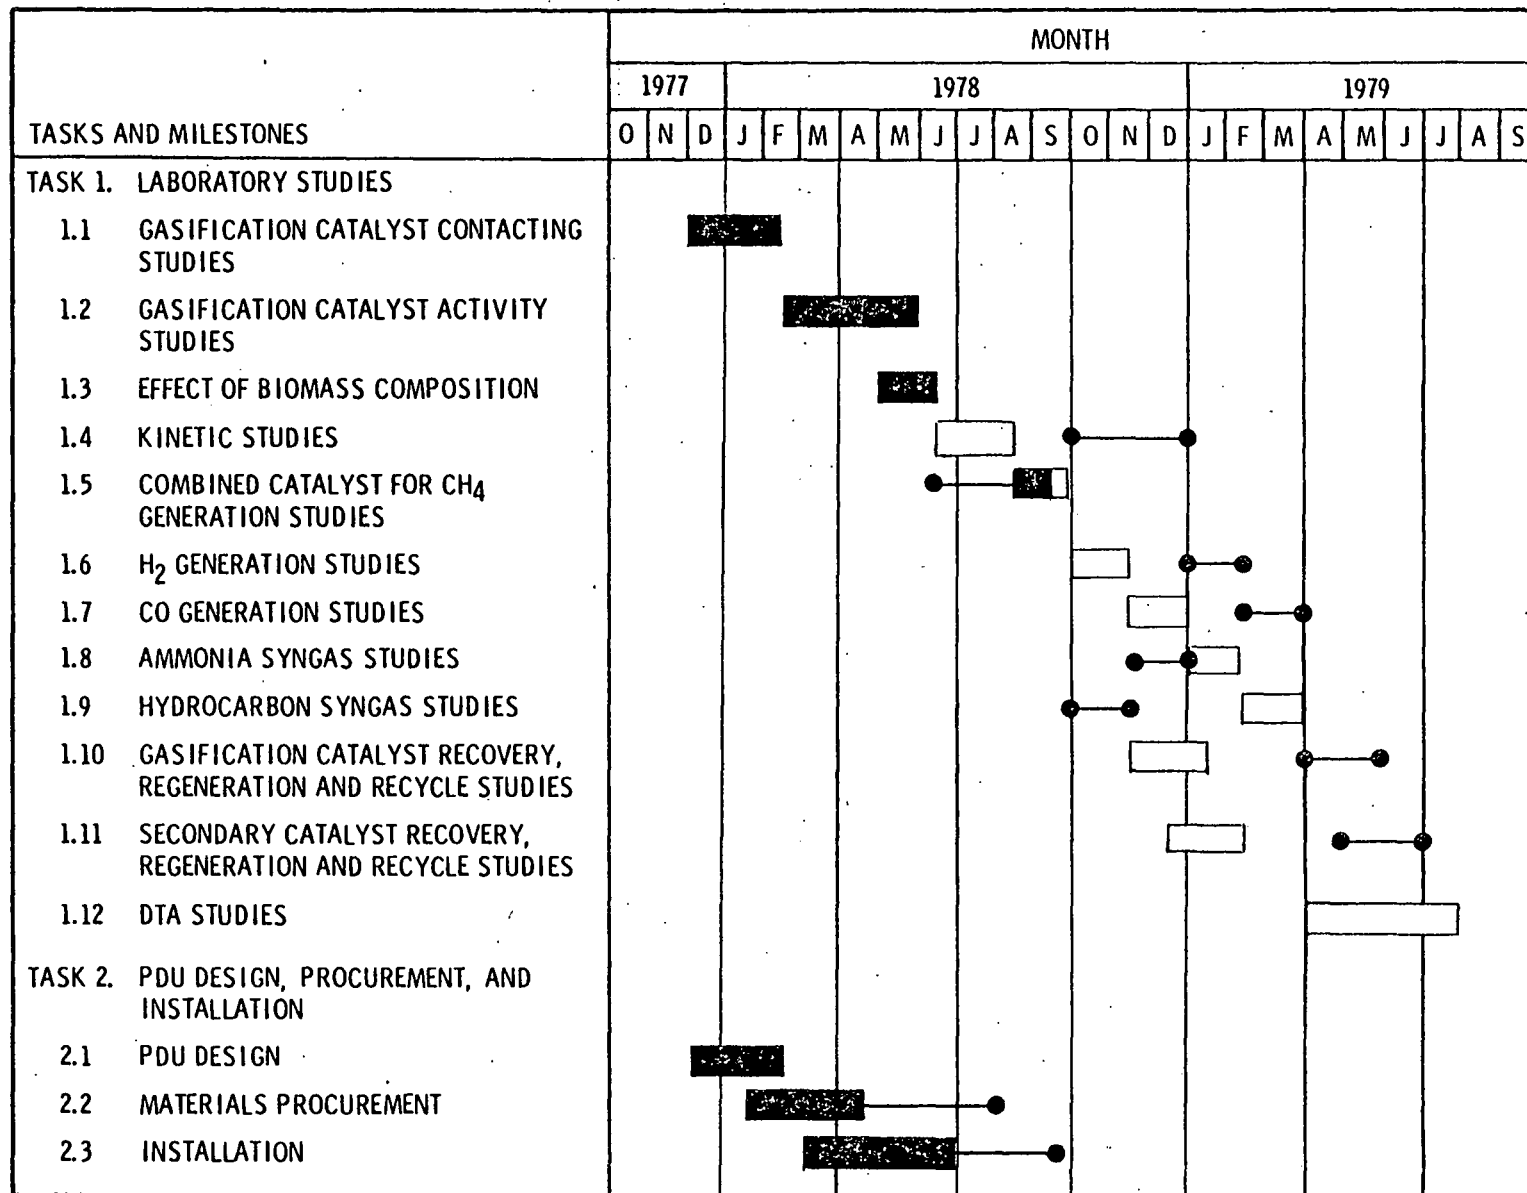 MONTH
1977 1978 1979
TASKS AND MILESTONES O N D J F M A M J J A S O N D J F M A M J J A S
TASK 1. LABORATORY STUDIES
1.1 GASIFICATION CATALYST CONTACTING
STUDIES
1.2 GASIFICATION CATALYST ACTIVITY
STUDIES
1.3 EFFECT OF BIOMASS COMPOSITION
1.4 KINETIC STUDIES
1.5 COMBINED CATALYST FOR CH4
GENERATION STUDIES
1.6 H2 GENERATION STUDIES
1.7 CO GENERATION STUDIES
1.8 AMMONIA SYNGAS STUDIES
1.9 HYDROCARBON SYNGAS STUDIES
1.10 GASIFICATION CATALYST RECOVERY,
REGENERATION AND RECYCLE STUDIES
1.11 SECONDARY CATALYST RECOVERY,
REGENERATION AND RECYCLE STUDIES
1.12 DTA STUDIES
TASK 2. PDU DESIGN, PROCUREMENT, AND
INSTALLATION
2.1 PDU DESIGN
2.2 MATERIALS PROCUREMENT
2.3 INSTALLATION